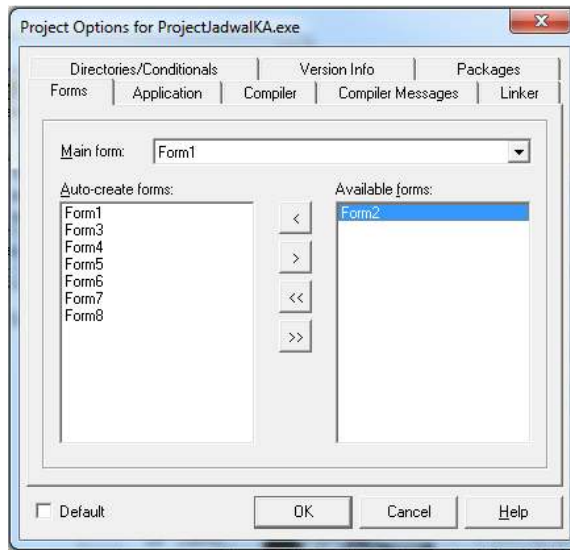 Project Options for ProjectJadwalKA.exe
Directories/Conditionals Version Info Packages
Forms Application Compiler Compiler Messages Linker
Main form: Form1
Auto-create forms: Available forms:
Form1 < Form2
Form3
Form4 >
Form5
Form6
Form7 <<
Form8
>>
Default OK Cancel Help